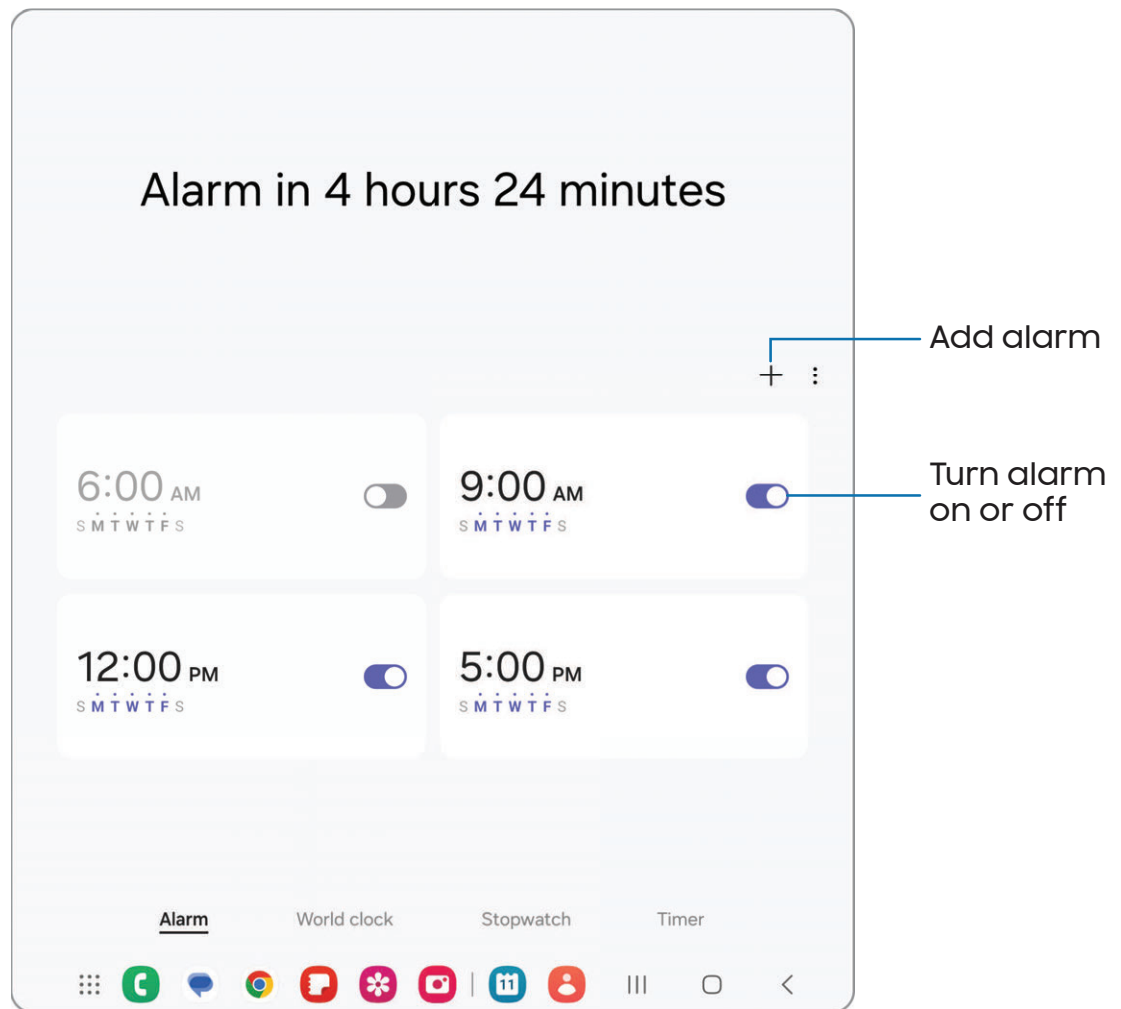 Alarm in 4 hours 24 minutes
Add alarm
6:00 AM
S M T W T F S
9:00 AM
S M T W T F S
Turn alarm
on or off
12:00 PM
S M T W T F S
5:00 PM
S M T W T F S
Alarm World clock Stopwatch Timer
11